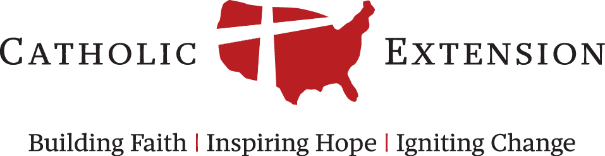 CATHOLIC EXTENSION
Building Faith | Inspiring Hope | Igniting Change